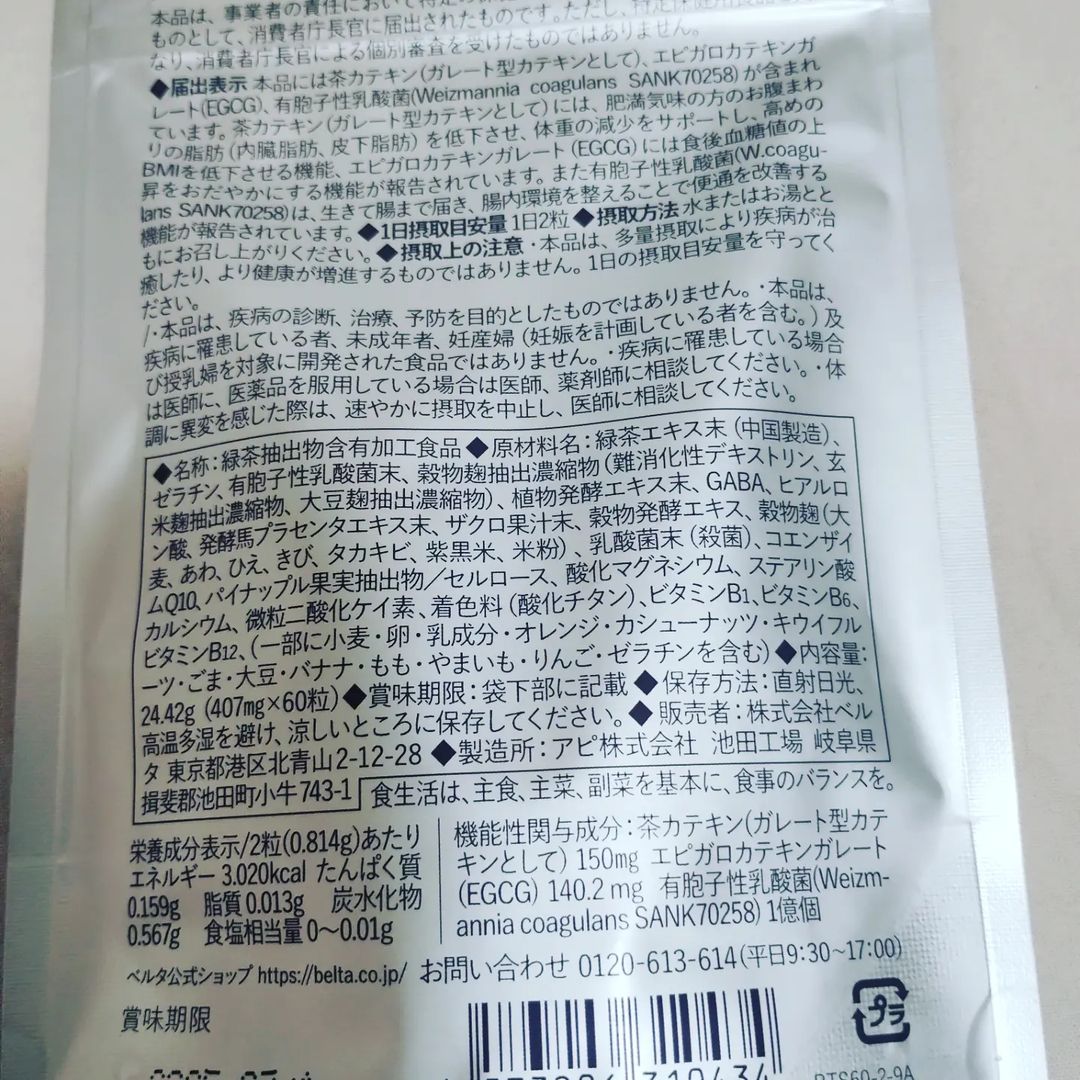 本品は、事業者の責任において特定の保
ものとして、消費者庁長官に届出されたものです。ただし、
なり、消費者庁長官による個別審査を受けたものではありません。
◆届出表示 本品には茶カテキン(ガレート型カテキンとして)、エピガロカテキンガ
レート(EGCG)、有胞子性乳酸菌(Weizmannia coagulans SANK70258)が含まれ
ています。茶カテキン(ガレート型カテキンとして)には、肥満気味の方のお腹まわ
りの脂肪(内臓脂肪、皮下脂肪)を低下させ、体重の減少をサポートし、高めの
BMIを低下させる機能、エピガロカテキンガレート(EGCG)には食後血糖値の上
昇をおだやかにする機能が報告されています。また有胞子性乳酸菌(W.coagu-
lans SANK70258)は、生きて腸まで届き、腸内環境を整えることで便通を改善する
機能が報告されています。◆1日摂取目安量 1日2粒 ◆摂取方法 水またはお湯とと
もにお召し上がりください。◆摂取上の注意・本品は、多量摂取により疾病が治
癒したり、より健康が増進するものではありません。1日の摂取目安量を守ってく
ださい。
/・本品は、疾病の診断、治療、予防を目的としたものではありません。・本品は、
疾病に罹患している者、未成年者、妊産婦(妊娠を計画している者を含む。)及
び授乳婦を対象に開発された食品ではありません。・疾病に罹患している場合
は医師に、医薬品を服用している場合は医師、薬剤師に相談してください。・体
調に異変を感じた際は、速やかに摂取を中止し、医師に相談してください。
◆名称:緑茶抽出物含有加工食品◆原材料名:緑茶エキス末(中国製造)、
ゼラチン、有胞子性乳酸菌末、穀物麹抽出濃縮物(難消化性デキストリン、玄
米麹抽出濃縮物、大豆麹抽出濃縮物)、植物発酵エキス末、GABA、ヒアルロ
ン酸、発酵馬プラセンタエキス末、ザクロ果汁末、穀物発酵エキス、穀物麹(大
麦、あわ、ひえ、きび、タカキビ、紫黒米、米粉)、乳酸菌末(殺菌)、コエンザイ
ムQ10、パイナップル果実抽出物/セルロース、酸化マグネシウム、ステアリン酸
カルシウム、微粒二酸化ケイ素、着色料(酸化チタン)、ビタミンB1、ビタミンB6、
ビタミンB12、(一部に小麦・卵・乳成分・オレンジ・カシューナッツ・キウイフル
ーツ・ごま・大豆・バナナ・もも・やまいも・りんご・ゼラチンを含む)◆内容量:
24.42g(407mg×60粒)◆賞味期限:袋下部に記載◆保存方法:直射日光、
高温多湿を避け、涼しいところに保存してください。◆販売者:株式会社ベル
タ 東京都港区北青山2-12-28 ◆製造所:アピ株式会社 池田工場 岐阜県
揖斐郡池田町小牛743-1
食生活は、主食、主菜、副菜を基本に、食事のバランスを。
栄養成分表示/2粒(0.814g)あたり
エネルギー 3.020kcal たんぱく質
0.159g 脂質 0.013g 炭水化物
0.567g 食塩相当量 0〜0.01g
機能性関与成分:茶カテキン(ガレート型カテ
キンとして)150mg エピガロカテキンガレート
(EGCG) 140.2mg 有胞子性乳酸菌(Weizm-
annia coagulans SANK70258) 1億個
ベルタ公式ショップ https://belta.co.jp/ お問い合わせ 0120-613-614(平日9:30〜17:00)
賞味期限
プラ